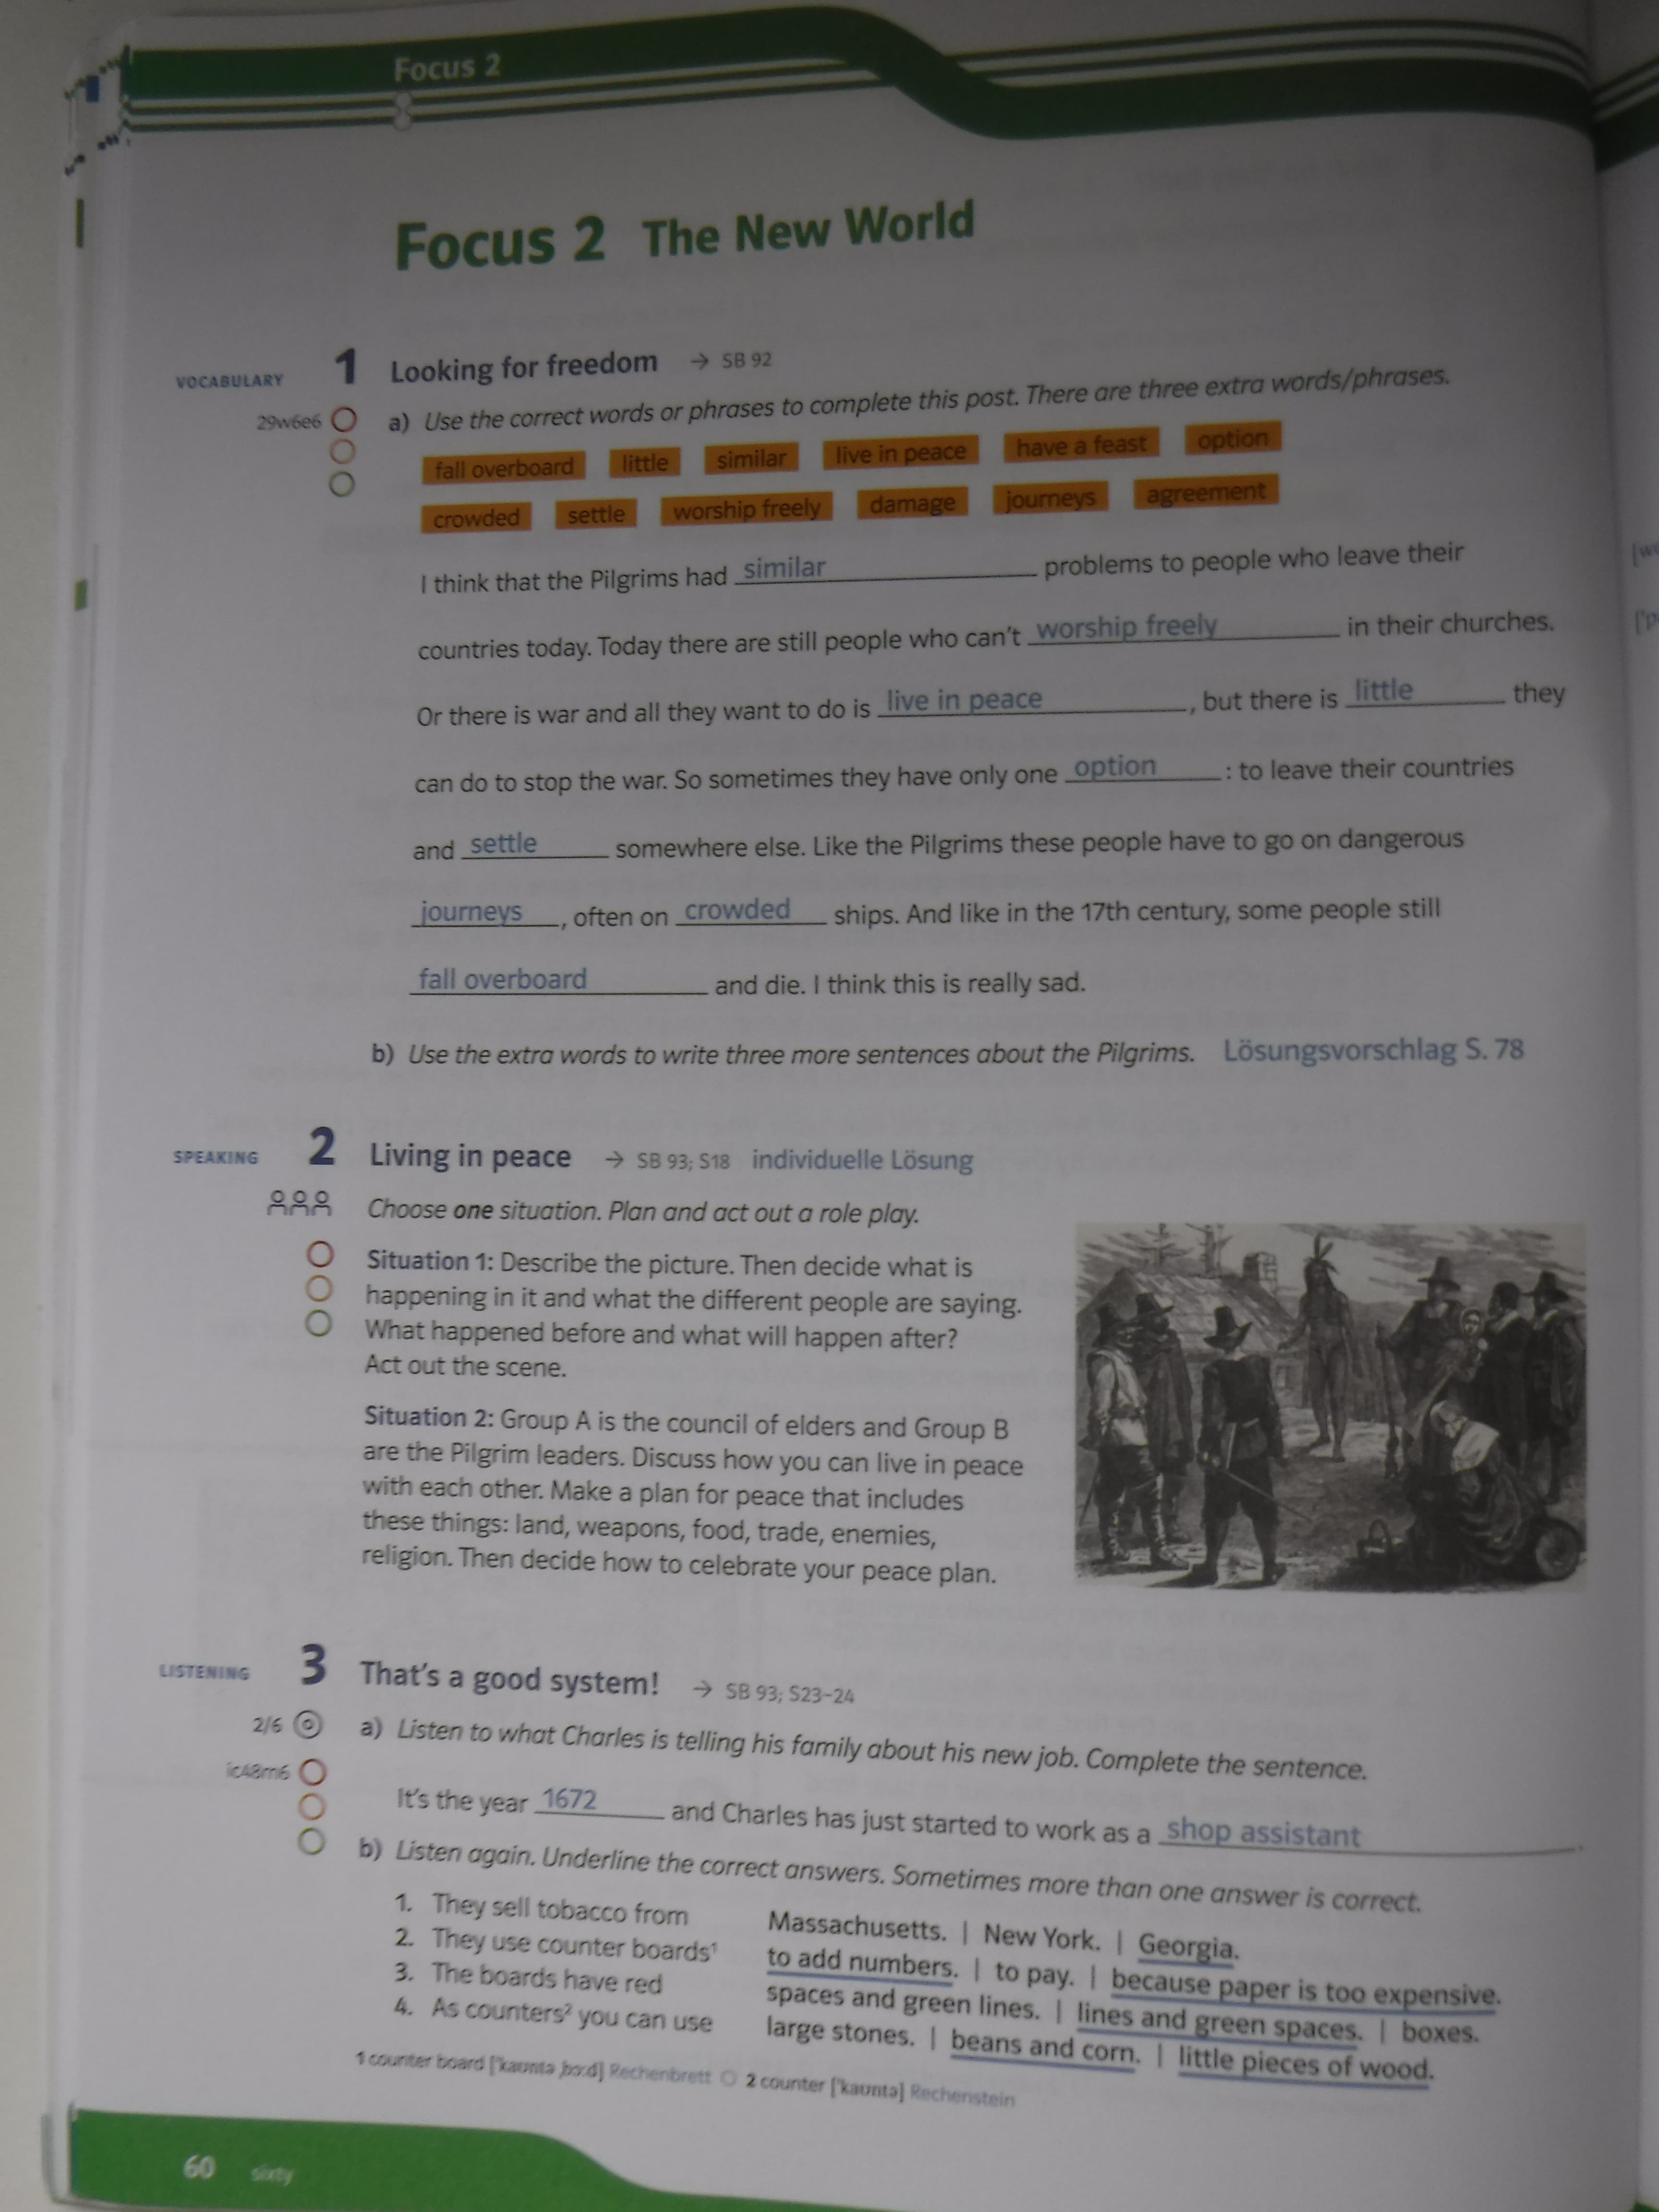 Focus 2
Focus 2 The New World
VOCABULARY 1 Looking for freedom → SB 92
29w6e6 a) Use the correct words or phrases to complete this post. There are three extra words/phrases.
fall overboard little similar live in peace have a feast option
crowded settle worship freely damage journeys agreement
I think that the Pilgrims had similar problems to people who leave their
countries today. Today there are still people who can't worship freely in their churches.
Or there is war and all they want to do is live in peace, but there is little they
can do to stop the war. So sometimes they have only one option: to leave their countries
and settle somewhere else. Like the Pilgrims these people have to go on dangerous
journeys, often on crowded ships. And like in the 17th century, some people still
fall overboard and die. I think this is really sad.
b) Use the extra words to write three more sentences about the Pilgrims. Lösungsvorschlag S. 78
SPEAKING 2 Living in peace → SB 93; S18 individuelle Lösung
Choose one situation. Plan and act out a role play.
Situation 1: Describe the picture. Then decide what is
happening in it and what the different people are saying.
What happened before and what will happen after?
Act out the scene.
Situation 2: Group A is the council of elders and Group B
are the Pilgrim leaders. Discuss how you can live in peace
with each other. Make a plan for peace that includes
these things: land, weapons, food, trade, enemies,
religion. Then decide how to celebrate your peace plan.
LISTENING 3 That's a good system! → SB 93; S23–24
2/6 a) Listen to what Charles is telling his family about his new job. Complete the sentence.
ic48m6
It's the year 1672 and Charles has just started to work as a shop assistant.
b) Listen again. Underline the correct answers. Sometimes more than one answer is correct.
1. They sell tobacco from Massachusetts. | New York. | Georgia.
2. They use counter boards¹ to add numbers. | to pay. | because paper is too expensive.
3. The boards have red spaces and green lines. | lines and green spaces. | boxes.
4. As counters² you can use large stones. | beans and corn. | little pieces of wood.
1 counter board [ˈkaʊntə ˌbɔːd] Rechenbrett 2 counter [ˈkaʊntə] Rechenstein
60 sixty